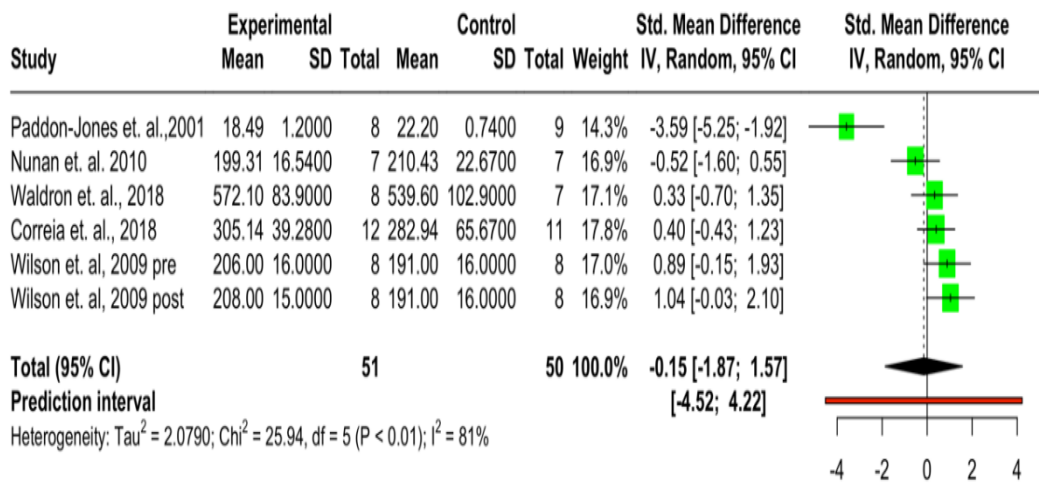 Experimental Control Std. Mean Difference Std. Mean Difference
Study Mean SD Total Mean SD Total Weight IV, Random, 95% CI IV, Random, 95% CI
Paddon-Jones et. al.,2001 18.49 1.2000 8 22.20 0.7400 9 14.3% -3.59 [-5.25; -1.92]
Nunan et. al. 2010 199.31 16.5400 7 210.43 22.6700 7 16.9% -0.52 [-1.60; 0.55]
Waldron et. al., 2018 572.10 83.9000 8 539.60 102.9000 7 17.1% 0.33 [-0.70; 1.35]
Correia et. al., 2018 305.14 39.2800 12 282.94 65.6700 11 17.8% 0.40 [-0.43; 1.23]
Wilson et. al, 2009 pre 206.00 16.0000 8 191.00 16.0000 8 17.0% 0.89 [-0.15; 1.93]
Wilson et. al, 2009 post 208.00 15.0000 8 191.00 16.0000 8 16.9% 1.04 [-0.03; 2.10]
Total (95% CI) 51 50 100.0% -0.15 [-1.87; 1.57]
Prediction interval [-4.52; 4.22]
Heterogeneity: Tau² = 2.0790; Chi² = 25.94, df = 5 (P < 0.01); I² = 81%
-4 -2 0 2 4